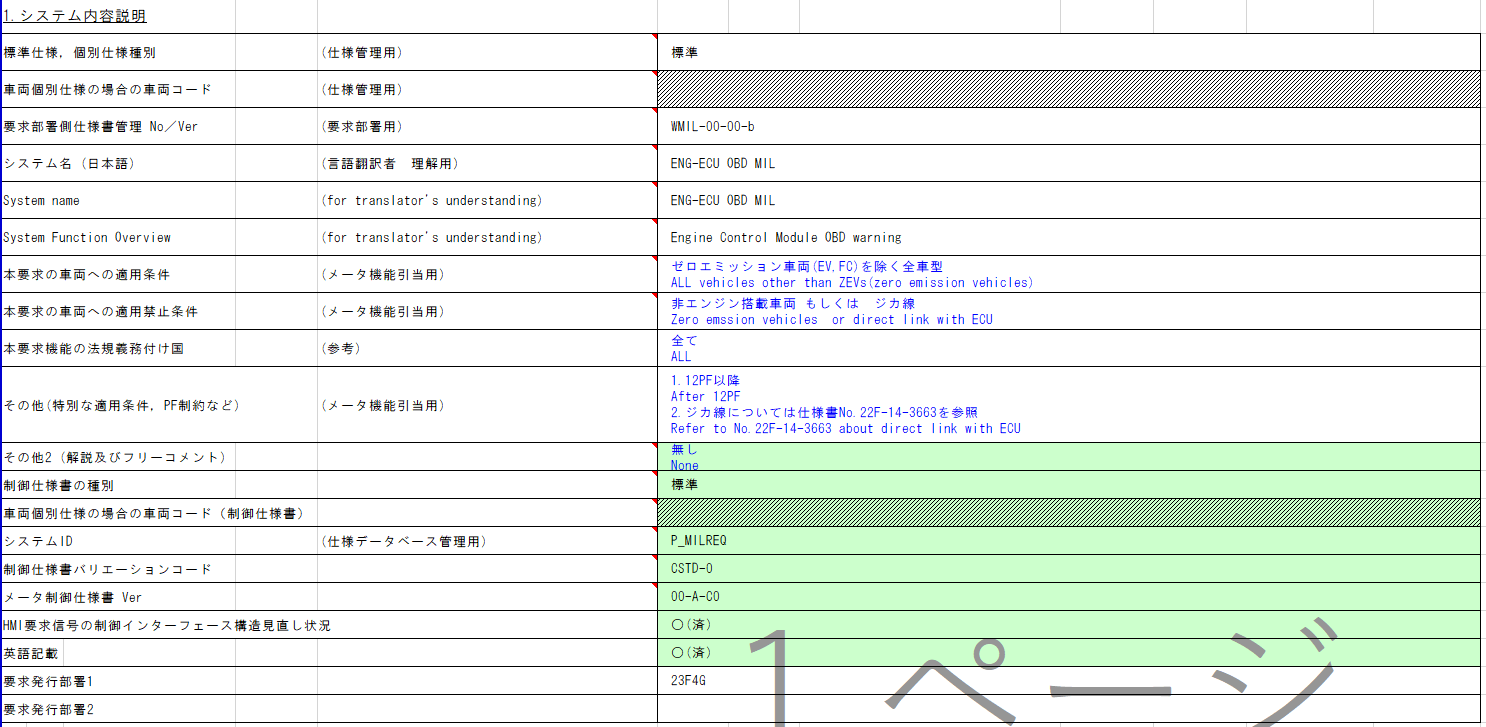 1.システム内容説明
標準仕様，個別仕様種別 (仕様管理用) 標準
車両個別仕様の場合の車両コード (仕様管理用)
要求部署側仕様書管理 No／Ver (要求部署用) WMIL-00-00-b
システム名（日本語） (言語翻訳者　理解用) ENG-ECU OBD MIL
System name (for translator's understanding) ENG-ECU OBD MIL
System Function Overview (for translator's understanding) Engine Control Module OBD warning
本要求の車両への適用条件 (メータ機能引当用) ゼロエミッション車両(EV,FC)を除く全車型
ALL vehicles other than ZEVs(zero emission vehicles)
本要求の車両への適用禁止条件 (メータ機能引当用) 非エンジン搭載車両 もしくは　ジカ線
Zero emssion vehicles  or direct link with ECU
本要求機能の法規義務付け国 (参考) 全て
ALL
その他(特別な適用条件，PF制約など) (メータ機能引当用) 1.12PF以降
After 12PF
2.ジカ線については仕様書No.22F-14-3663を参照
Refer to No.22F-14-3663 about direct link with ECU
その他2（解説及びフリーコメント） 無し
None
制御仕様書の種別 標準
車両個別仕様の場合の車両コード（制御仕様書）
システムID (仕様データベース管理用) P_MILREQ
制御仕様書バリエーションコード CSTD-0
メータ制御仕様書 Ver 00-A-C0
HMI要求信号の制御インターフェース構造見直し状況 〇(済)
英語記載 〇(済)
要求発行部署1 23F4G
要求発行部署2
1 ページ